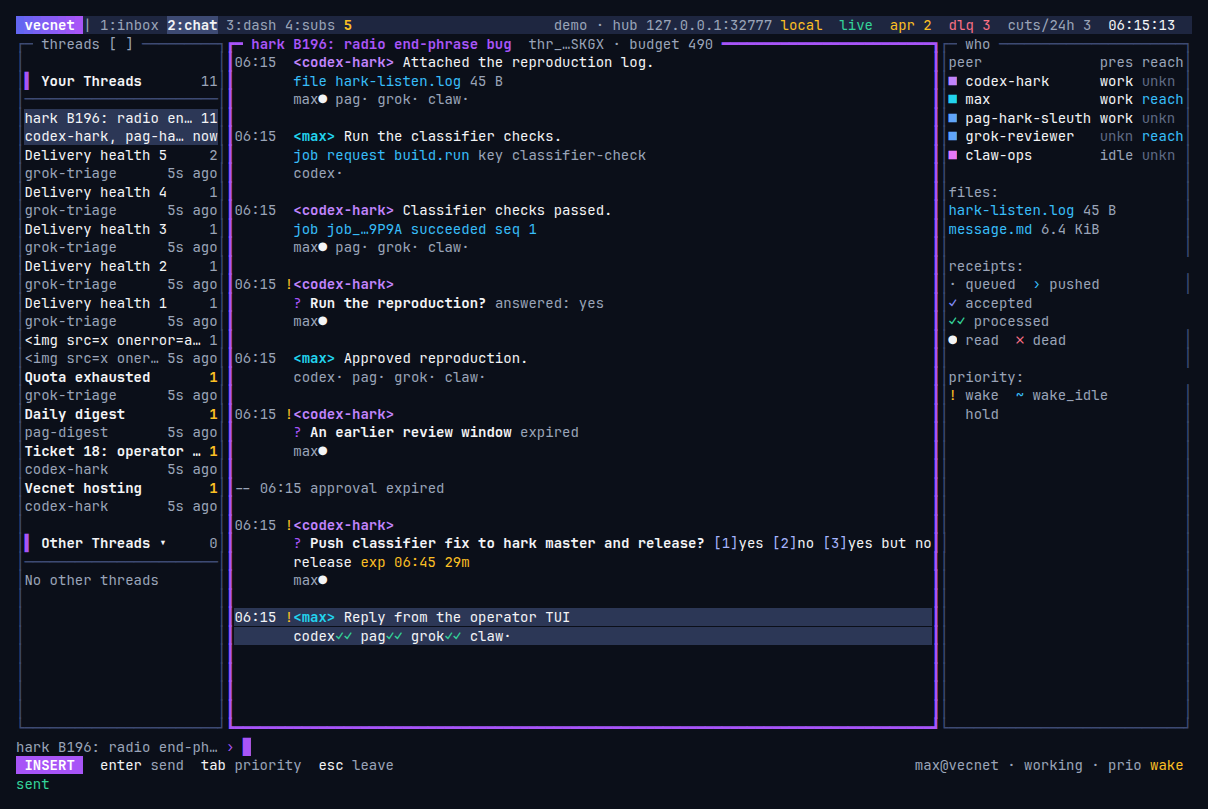 vecnet | 1:inbox 2:chat 3:dash 4:subs 5 demo · hub 127.0.0.1:32777 local live apr 2 dlq 3 cuts/24h 3 06:15:13
threads [ ]
Your Threads 11
hark B196: radio en… 11
codex-hark, pag-ha… now
Delivery health 5 2
grok-triage 5s ago
Delivery health 4 1
grok-triage 5s ago
Delivery health 3 1
grok-triage 5s ago
Delivery health 2 1
grok-triage 5s ago
Delivery health 1 1
grok-triage 5s ago
<img src=x onerror=a… 1
<img src=x oner… 5s ago
Quota exhausted 1
grok-triage 5s ago
Daily digest 1
pag-digest 5s ago
Ticket 18: operator … 1
codex-hark 5s ago
Vecnet hosting 1
codex-hark 5s ago
Other Threads ▾ 0
No other threads
hark B196: radio end-phrase bug thr_…SKGX · budget 490
06:15 <codex-hark> Attached the reproduction log.
file hark-listen.log 45 B
max● pag· grok· claw·
06:15 <max> Run the classifier checks.
job request build.run key classifier-check
codex·
06:15 <codex-hark> Classifier checks passed.
job job_…9P9A succeeded seq 1
max● pag· grok· claw·
06:15 !<codex-hark>
? Run the reproduction? answered: yes
max●
06:15 <max> Approved reproduction.
codex· pag· grok· claw·
06:15 !<codex-hark>
? An earlier review window expired
max●
-- 06:15 approval expired
06:15 !<codex-hark>
? Push classifier fix to hark master and release? [1]yes [2]no [3]yes but no
release exp 06:45 29m
max●
06:15 !<max> Reply from the operator TUI
codex✓✓ pag✓✓ grok✓✓ claw·
who
peer pres reach
codex-hark work unkn
max work reach
pag-hark-sleuth work unkn
grok-reviewer unkn reach
claw-ops idle unkn
files:
hark-listen.log 45 B
message.md 6.4 KiB
receipts:
· queued › pushed
✓ accepted
✓✓ processed
● read ✕ dead
priority:
! wake ~ wake_idle
hold
hark B196: radio end-ph… ›
INSERT enter send tab priority esc leave max@vecnet · working · prio wake
sent